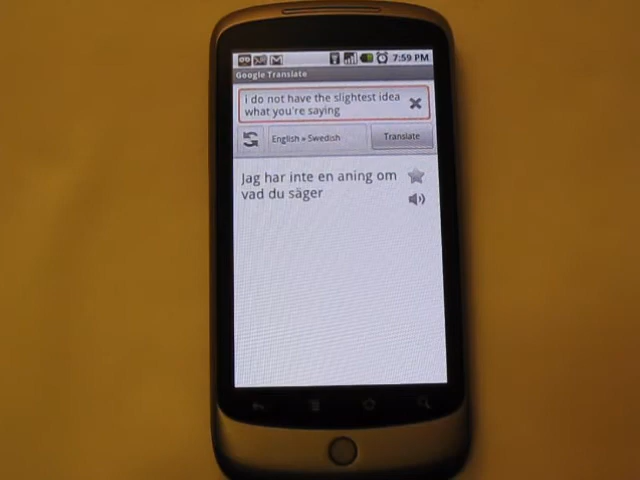 7:59 PM
Google Translate
i do not have the slightest idea
what you're saying
English » Swedish
Translate
Jag har inte en aning om
vad du säger